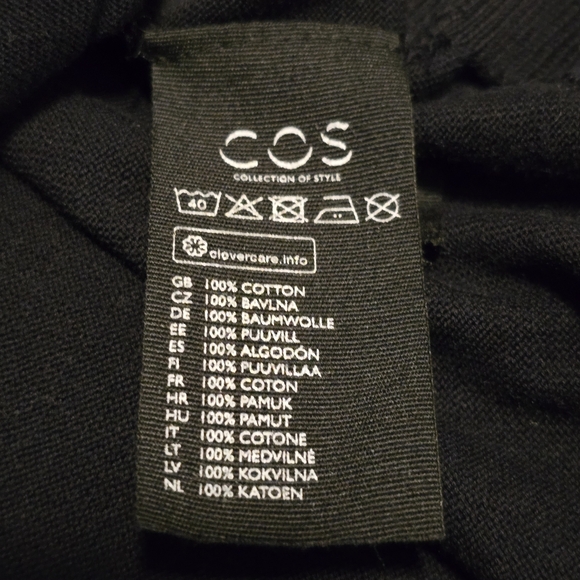 COS
COLLECTION OF STYLE
40
clevercare.info
GB 100% COTTON
CZ 100% BAVLNA
DE 100% BAUMWOLLE
EE 100% PUUVILL
ES 100% ALGODÓN
FI 100% PUUVILLAA
FR 100% COTON
HR 100% PAMUK
HU 100% PAMUT
IT 100% COTONE
LT 100% MEDVILNĖ
LV 100% KOKVILNA
NL 100% KATOEN